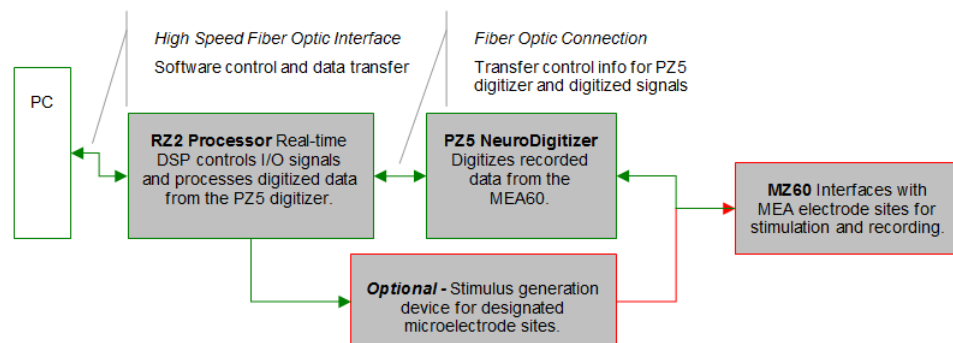 High Speed Fiber Optic Interface
Software control and data transfer
Fiber Optic Connection
Transfer control info for PZ5
digitizer and digitized signals
PC
RZ2 Processor Real-time
DSP controls I/O signals
and processes digitized data
from the PZ5 digitizer.
PZ5 NeuroDigitizer
Digitizes recorded
data from the
MEA60.
MZ60 Interfaces with
MEA electrode sites for
stimulation and recording.
Optional - Stimulus generation
device for designated
microelectrode sites.